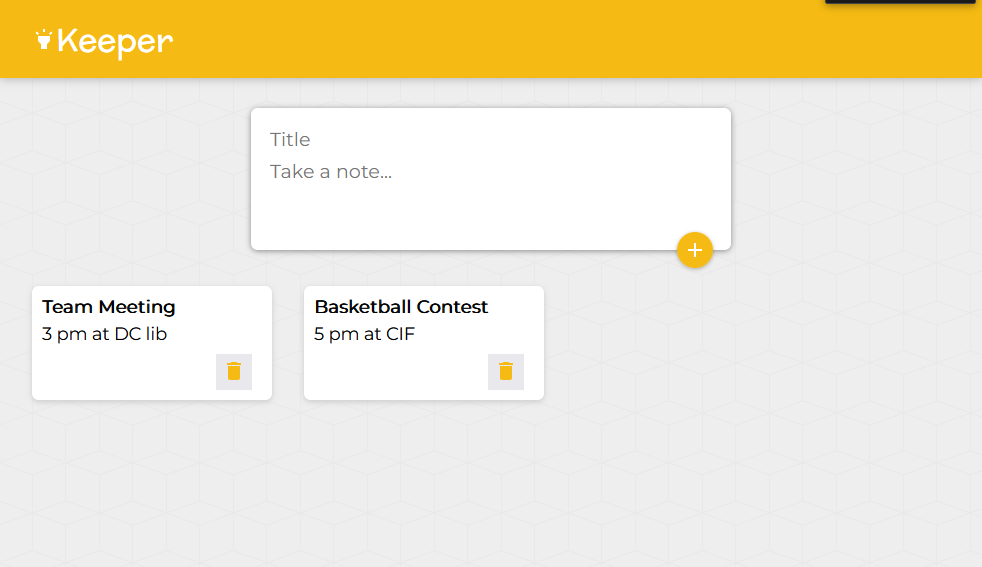 Keeper
Title
Take a note...
Team Meeting
3 pm at DC lib
Basketball Contest
5 pm at CIF